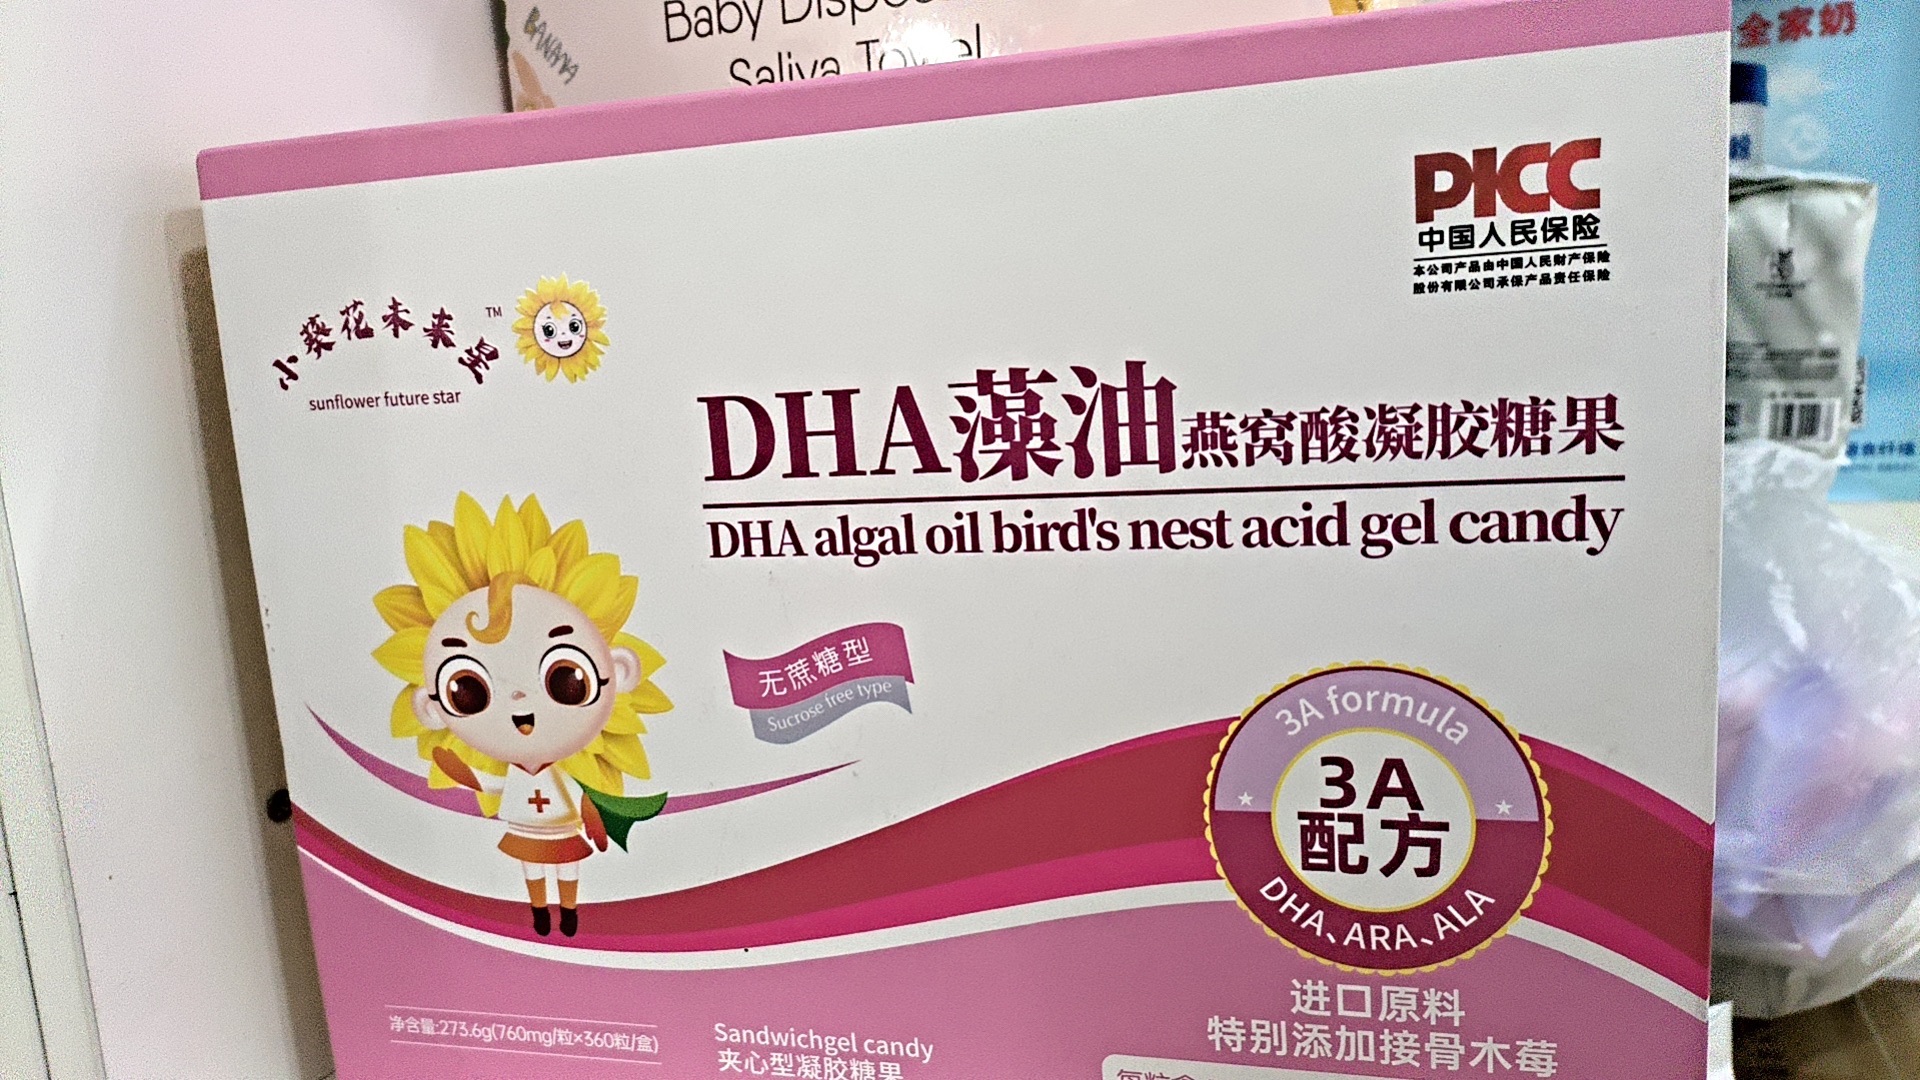 BANANA
Baby
Saliva Towel
全家奶
PICC
中国人民保险
本公司产品由中国人民财产保险
股份有限公司承保产品责任保险
小葵花未来星™
sunflower future star
DHA藻油燕窝酸凝胶糖果
DHA algal oil bird's nest acid gel candy
无蔗糖型
Sucrose free type
3A formula
3A
配方
DHA、ARA、ALA
进口原料
特别添加接骨木莓
净含量:273.6g(760mg/粒×360粒/盒)
Sandwichgel candy
夹心型凝胶糖果